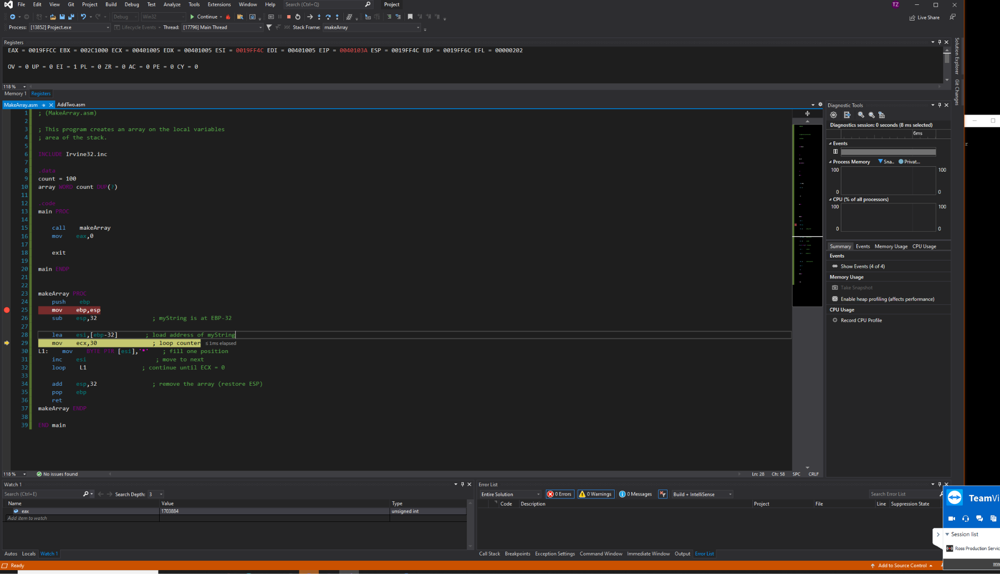 File Edit View Git Project Build Debug Test Analyze Tools Extensions Window Help Search (Ctrl+Q) Project TZ
Debug Win32 Continue Live Share
Process: [13852] Project.exe Lifecycle Events Thread: [17796] Main Thread Stack Frame: makeArray
Registers
EAX = 0019FFCC EBX = 002C1000 ECX = 00401005 EDX = 00401005 ESI = 0019FF4C EDI = 00401005 EIP = 0040103A ESP = 0019FF4C EBP = 0019FF6C EFL = 00000202
OV = 0 UP = 0 EI = 1 PL = 0 ZR = 0 AC = 0 PE = 0 CY = 0
118 %
Memory 1 Registers
Solution Explorer
Git Changes
MakeArray.asm AddTwo.asm
1 ; (MakeArray.asm)
2
3 ; This program creates an array on the local variables
4 ; area of the stack.
5
6 INCLUDE Irvine32.inc
7
8 .data
9 count = 100
10 array WORD count DUP(?)
11
12 .code
13 main PROC
14
15 call makeArray
16 mov eax,0
17
18 exit
19
20 main ENDP
21
22
23 makeArray PROC
24 push ebp
25 mov ebp,esp
26 sub esp,32 ; myString is at EBP-32
27
28 lea esi,[ebp-32] ; load address of myString
29 mov ecx,30 ; loop counter ≤ 1ms elapsed
30 L1: mov BYTE PTR [esi],'*' ; fill one position
31 inc esi ; move to next
32 loop L1 ; continue until ECX = 0
33
34 add esp,32 ; remove the array (restore ESP)
35 pop ebp
36 ret
37 makeArray ENDP
38
39 END main
118 % No issues found Ln: 28 Ch: 58 SPC CRLF
Diagnostic Tools
Diagnostics session: 0 seconds (8 ms selected)
6ms
Events
Process Memory Sna.. Privat...
100 100
0 0
CPU (% of all processors)
100 100
0 0
Summary Events Memory Usage CPU Usage
Events
Show Events (4 of 4)
Memory Usage
Take Snapshot
Enable heap profiling (affects performance)
CPU Usage
Record CPU Profile
Watch 1
Search (Ctrl+E) Search Depth: 3
Name Value Type
eax 1703884 unsigned int
Add item to watch
Autos Locals Watch 1
Error List
Entire Solution 0 Errors 0 Warnings 0 Messages Build + IntelliSense Search Error List
Code Description Project File Line Suppression State
Call Stack Breakpoints Exception Settings Command Window Immediate Window Output Error List
TeamVi
Session list
Ross Production Servic
ww
Ready Add to Source Control